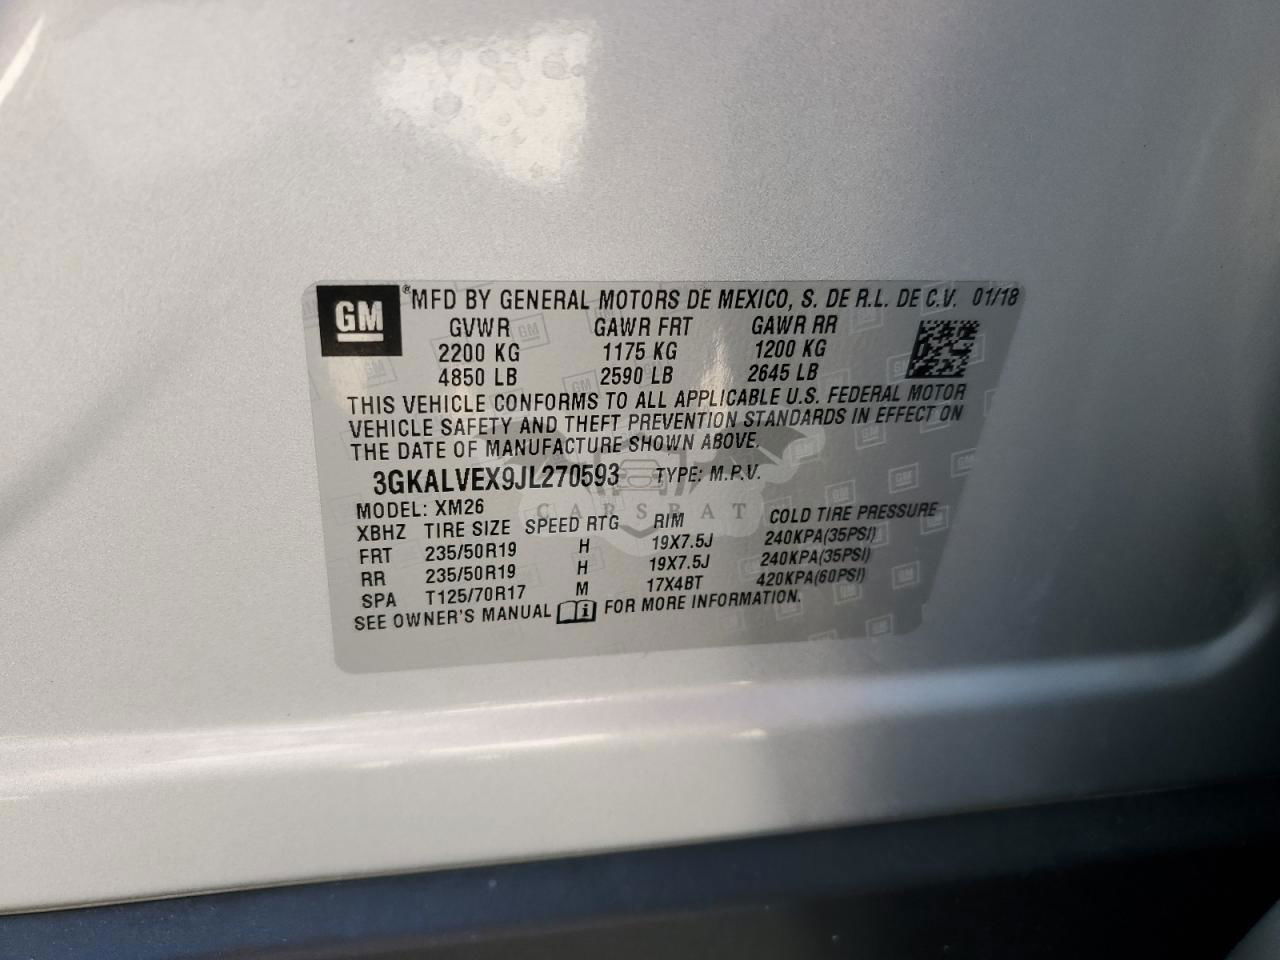 GM ® MFD BY GENERAL MOTORS DE MEXICO, S. DE R.L. DE C.V. 01/18
GVWR GAWR FRT GAWR RR
2200 KG 1175 KG 1200 KG
4850 LB 2590 LB 2645 LB
THIS VEHICLE CONFORMS TO ALL APPLICABLE U.S. FEDERAL MOTOR
VEHICLE SAFETY AND THEFT PREVENTION STANDARDS IN EFFECT ON
THE DATE OF MANUFACTURE SHOWN ABOVE.
3GKALVEX9JL270593 TYPE: M.P.V.
MODEL: XM26
CARSBAT
XBHZ TIRE SIZE SPEED RTG RIM COLD TIRE PRESSURE
FRT 235/50R19 H 19X7.5J 240KPA(35PSI)
RR 235/50R19 H 19X7.5J 240KPA(35PSI)
SPA T125/70R17 M 17X4BT 420KPA(60PSI)
SEE OWNER'S MANUAL i FOR MORE INFORMATION.